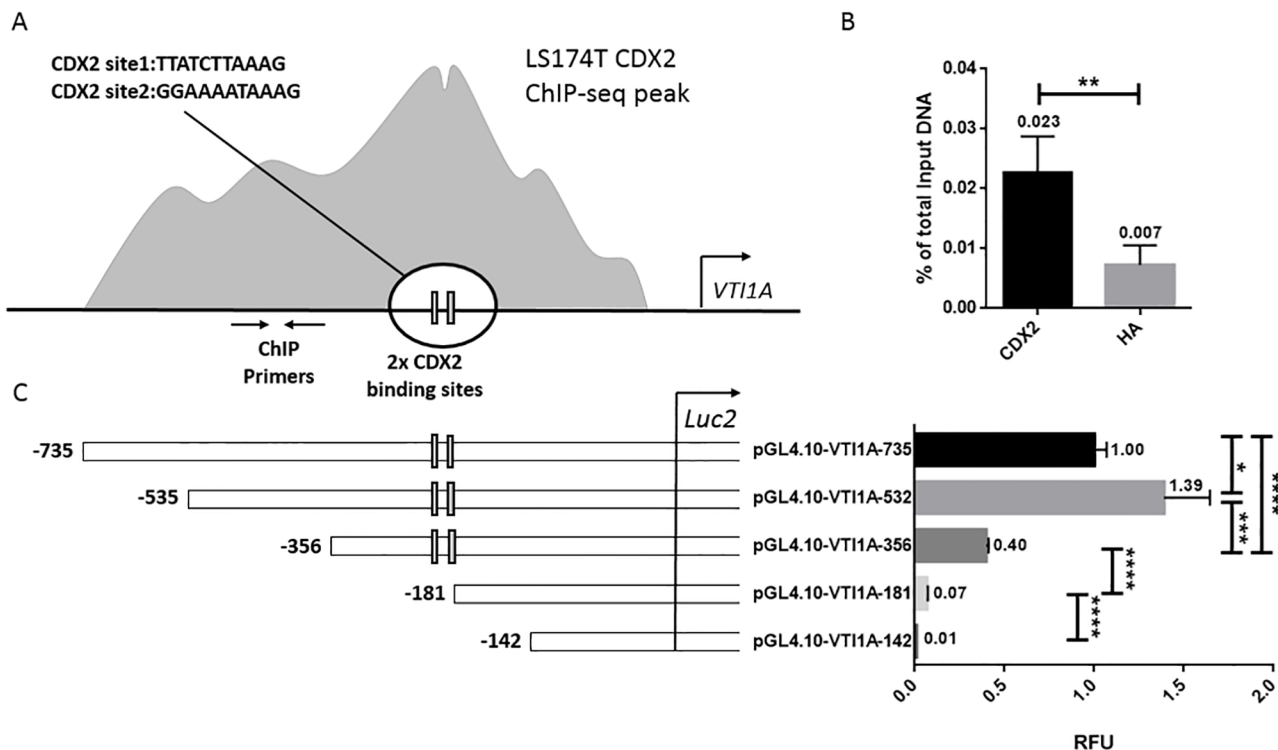 A
CDX2 site1:TTATCTTAAAG
CDX2 site2:GGAAAATAAAG
LS174T CDX2
ChIP-seq peak
VTI1A
ChIP
Primers
2x CDX2
binding sites
B
% of total Input DNA
0.04
0.03
0.02
0.01
0.00
**
0.023
0.007
CDX2
HA
C
Luc2
-735
-535
-356
-181
-142
pGL4.10-VTI1A-735
pGL4.10-VTI1A-532
pGL4.10-VTI1A-356
pGL4.10-VTI1A-181
pGL4.10-VTI1A-142
1.00
1.39
0.40
0.07
0.01
*
***
****
****
****
0.0
0.5
1.0
1.5
2.0
RFU